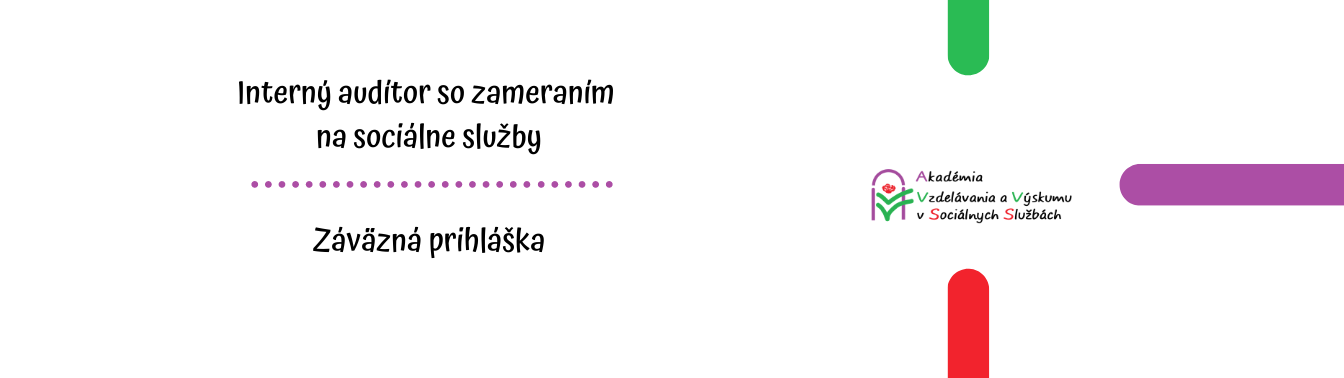 Interný audítor so zameraním
na sociálne služby
Záväzná prihláška
Akadémia
Vzdelávania a Výskumu
v Sociálnych Službách